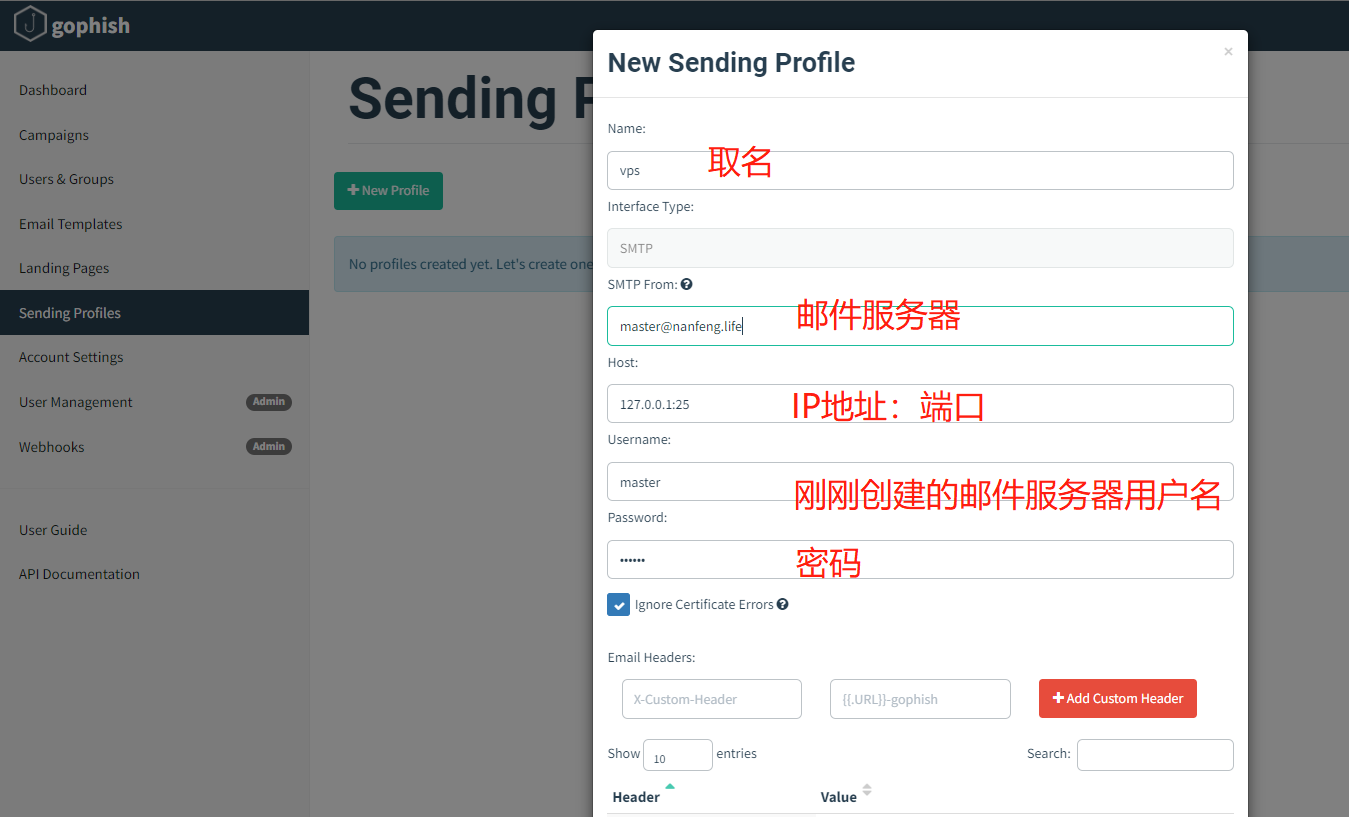 gophish
Dashboard
Campaigns
Users & Groups
Email Templates
Landing Pages
Sending Profiles
Account Settings
User Management Admin
Webhooks Admin
User Guide
API Documentation
Sending P
New Profile
No profiles created yet. Let's create one
New Sending Profile
×
Name:
vps
取名
Interface Type:
SMTP
SMTP From:
master@nanfeng.life
邮件服务器
Host:
127.0.0.1:25
IP地址：端口
Username:
master
刚刚创建的邮件服务器用户名
Password:
••••••
密码
Ignore Certificate Errors
Email Headers:
X-Custom-Header {{.URL}}-gophish Add Custom Header
Show 10 entries Search:
Header Value